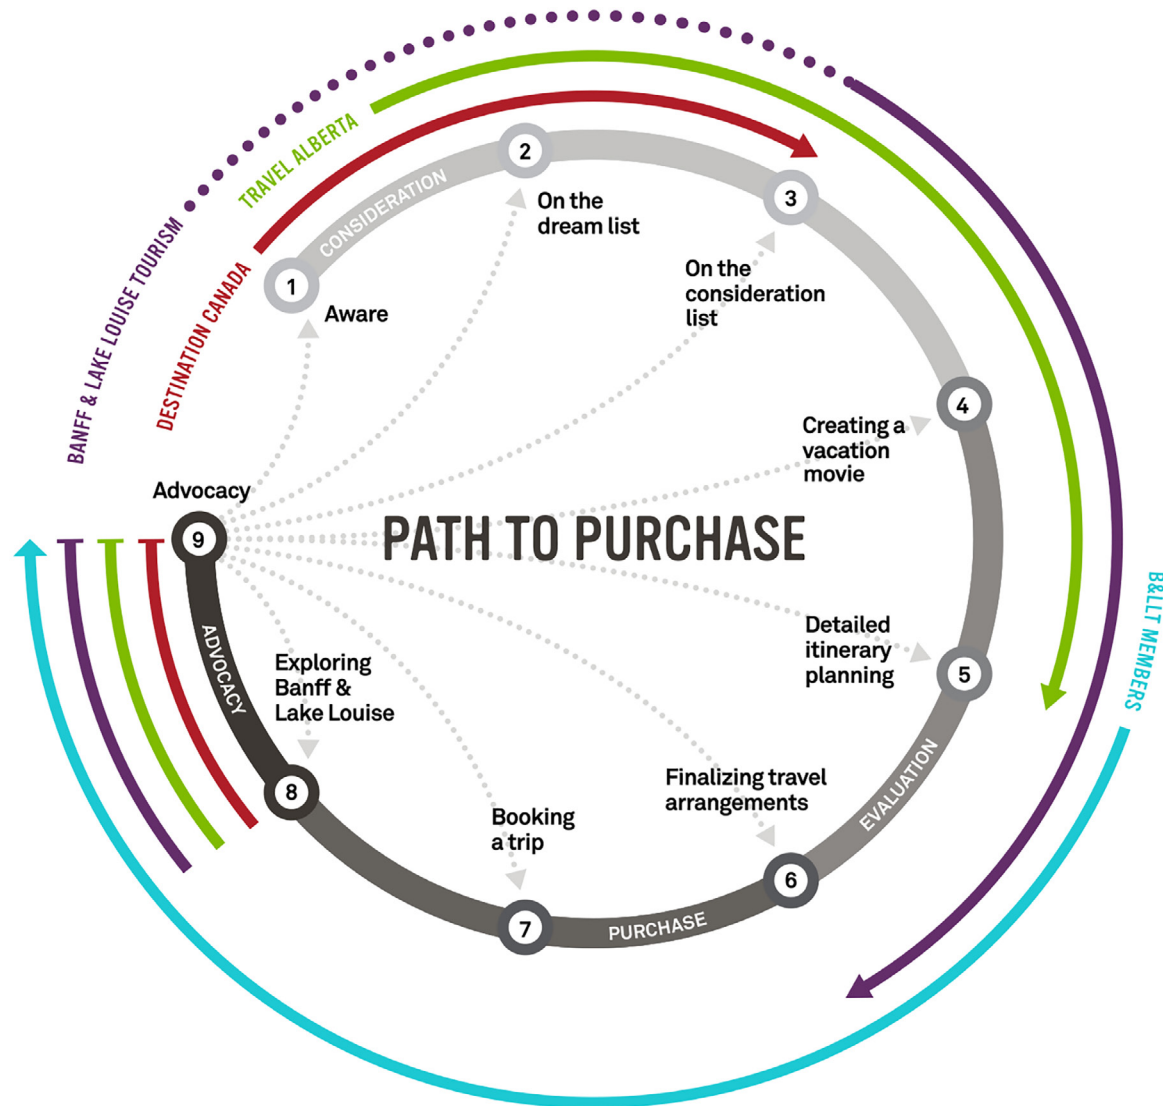 BANFF & LAKE LOUISE TOURISM
TRAVEL ALBERTA
DESTINATION CANADA
CONSIDERATION
1
Aware
2
On the
dream list
3
On the
consideration
list
4
Creating a
vacation
movie
PATH TO PURCHASE
5
Detailed
itinerary
planning
B&LLT MEMBERS
EVALUATION
6
Finalizing travel
arrangements
PURCHASE
7
Booking
a trip
8
Exploring
Banff &
Lake Louise
ADVOCACY
9
Advocacy